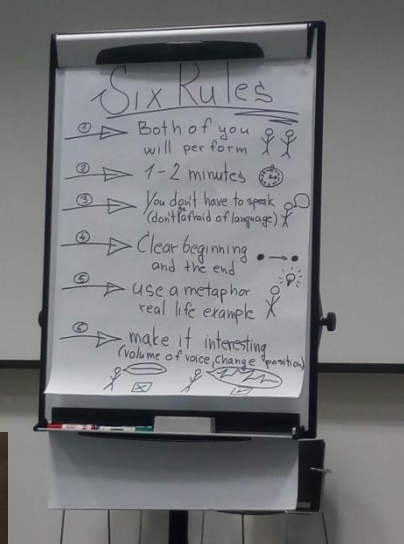 Six Rules
① Both of you
will perform
② 1-2 minutes
③ You don't have to speak
(don't be afraid of language)
④ Clear beginning
and the end
⑤ use a metaphor
real life example
⑥ make it interesting
(volume of voice, change position)